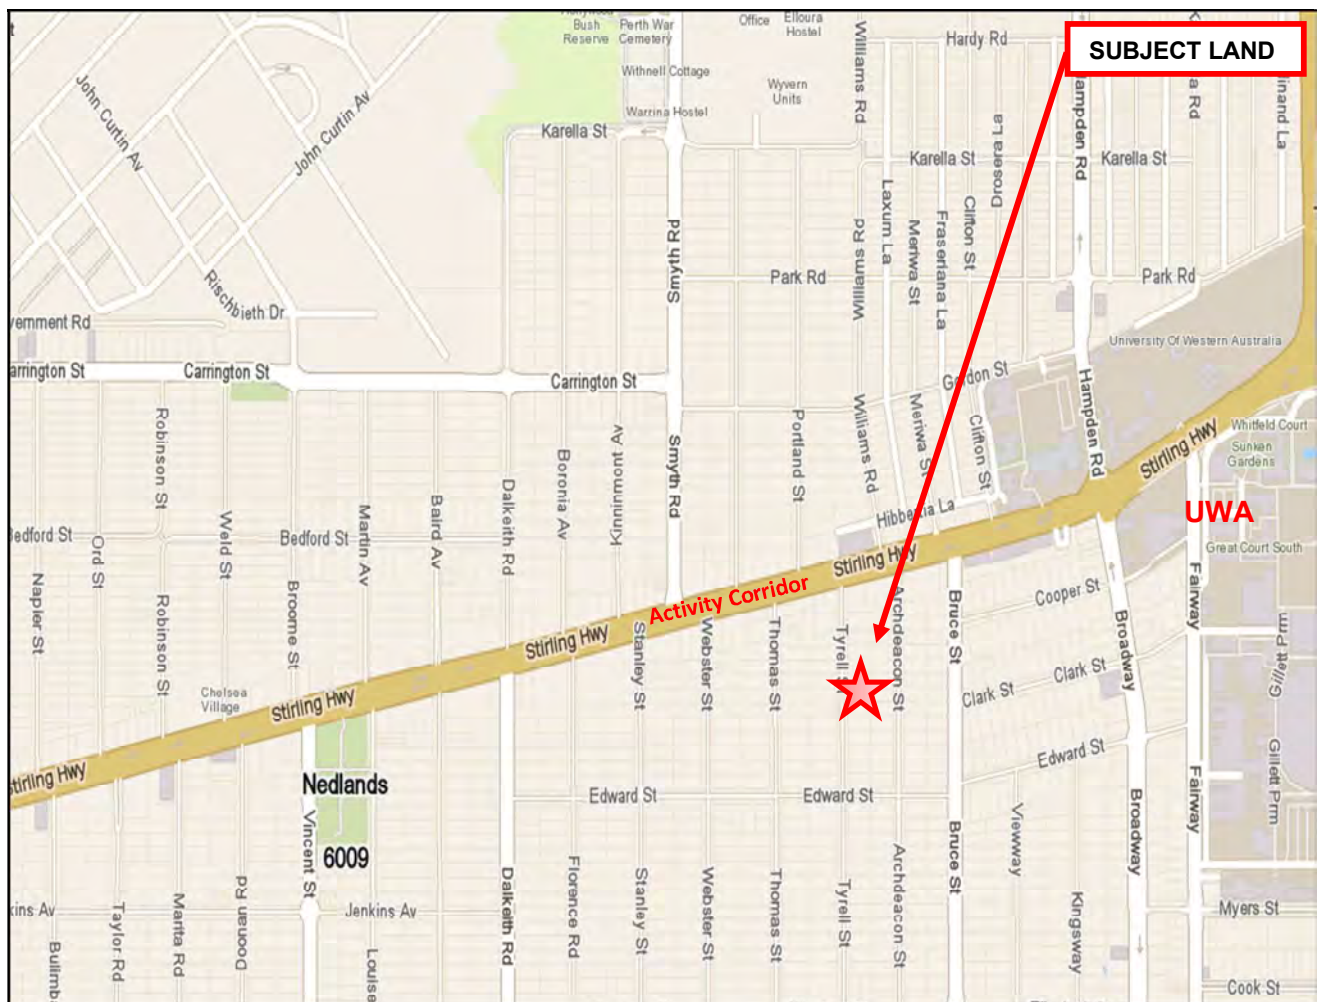 Bush
Reserve
Perth War
Cemetery
Office
Elloura
Hostel
Hardy Rd
SUBJECT LAND
Withnell Cottage
Warrina Hostel
Wyvern
Units
Williams Rd
John Curtin Av
John Curtin Av
Karella St
Karella St
Karella St
Drosera La
Hampden Rd
Smyth Rd
Williams Rd
Laxum La
Meriwa St
Fraseriana La
Clifton St
Park Rd
Park Rd
Rischbieth Dr
vernment Rd
University Of Western Australia
arrington St
Carrington St
Carrington St
Gordon St
Hampden Rd
Robinson St
Kinninmont Av
Smyth Rd
Portland St
Williams Rd
Meriwa St
Clifton St
Stirling Hwy
Whitfeld Court
Sunken
Gardens
UWA
Great Court South
Hibbertia La
Bedford St
Bedford St
Ord St
Weld St
Martin Av
Baird Av
Dalkeith Rd
Boronia Av
Napier St
Robinson St
Broome St
Stirling Hwy
Activity Corridor
Stirling Hwy
Stirling Hwy
Stirling Hwy
Chelsea
Village
Stanley St
Webster St
Thomas St
Tyrell St
Archdeacon St
Bruce St
Cooper St
Clark St
Clark St
Broadway
Fairway
Gillett Prm
Nedlands
6009
Edward St
Edward St
Edward St
Vincent St
Dalkeith Rd
Florence Rd
Stanley St
Webster St
Thomas St
Tyrell St
Archdeacon St
Bruce St
Viewway
Kingsway
Broadway
Fairway
Gillett Prm
kins Av
Jenkins Av
Taylor Rd
Marita Rd
Doonan Rd
Louise
Myers St
Cook St